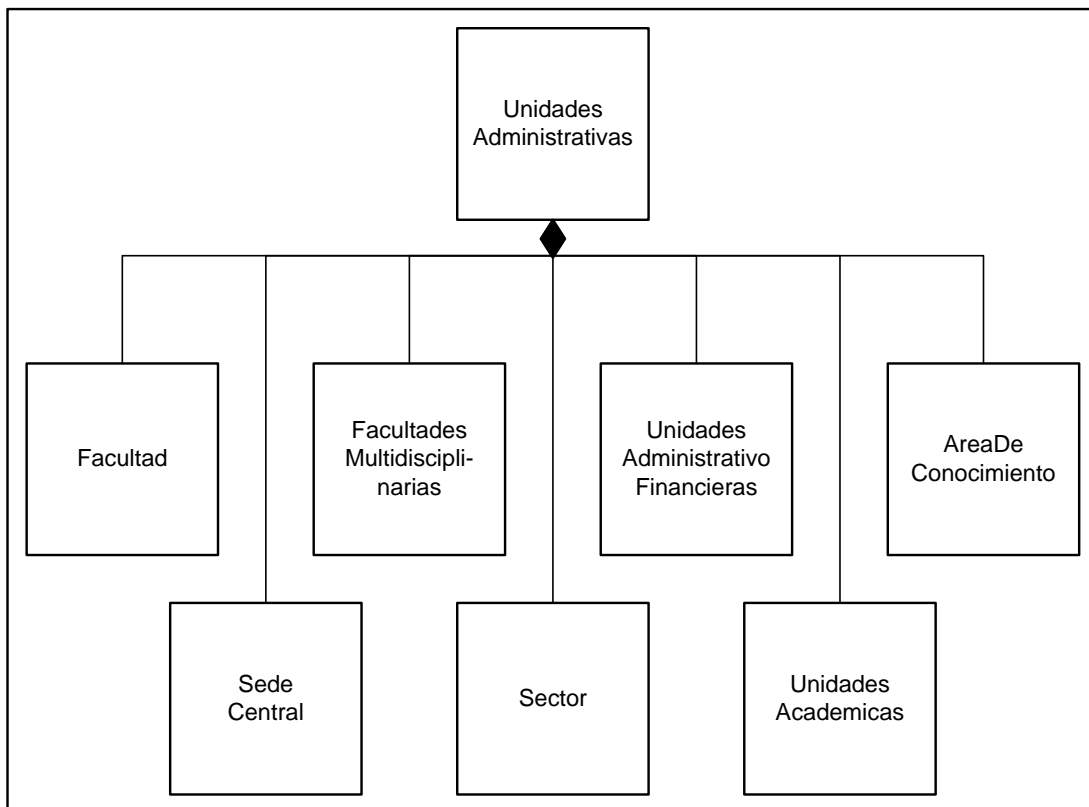 Unidades
Administrativas
Facultad
Facultades
Multidiscipli-
narias
Unidades
Administrativo
Financieras
AreaDe
Conocimiento
Sede
Central
Sector
Unidades
Academicas